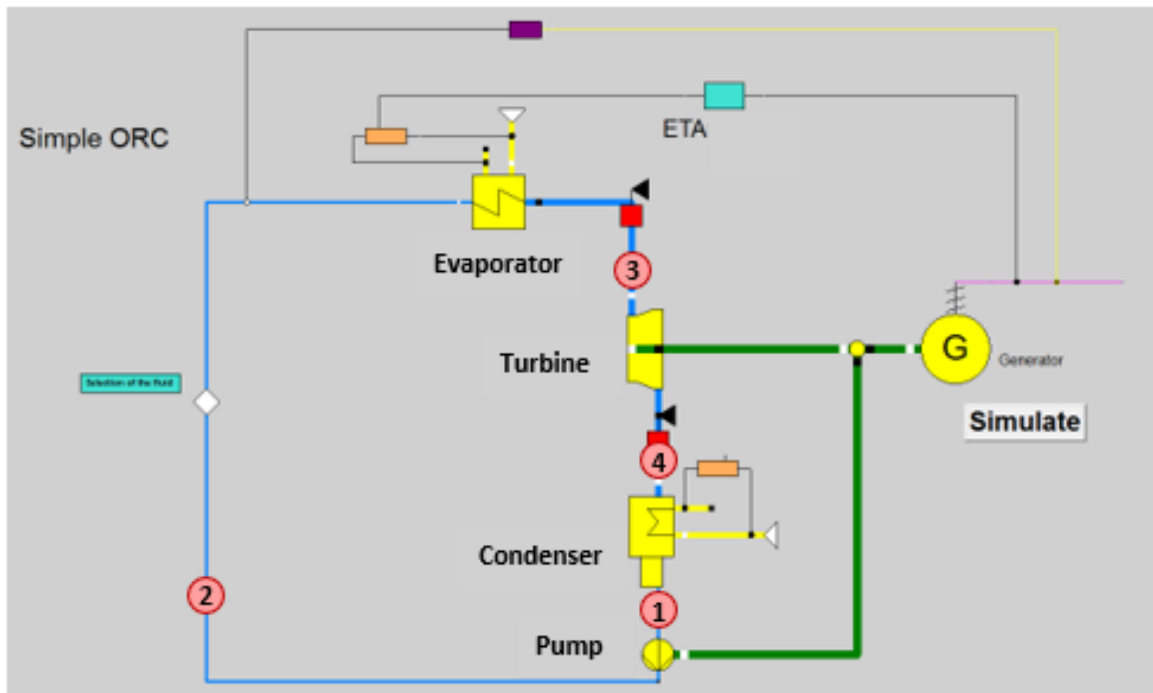 ETA
Simple ORC
Evaporator
3
Turbine
G
Generator
Selection of the fluid
Simulate
4
Condenser
2
1
Pump